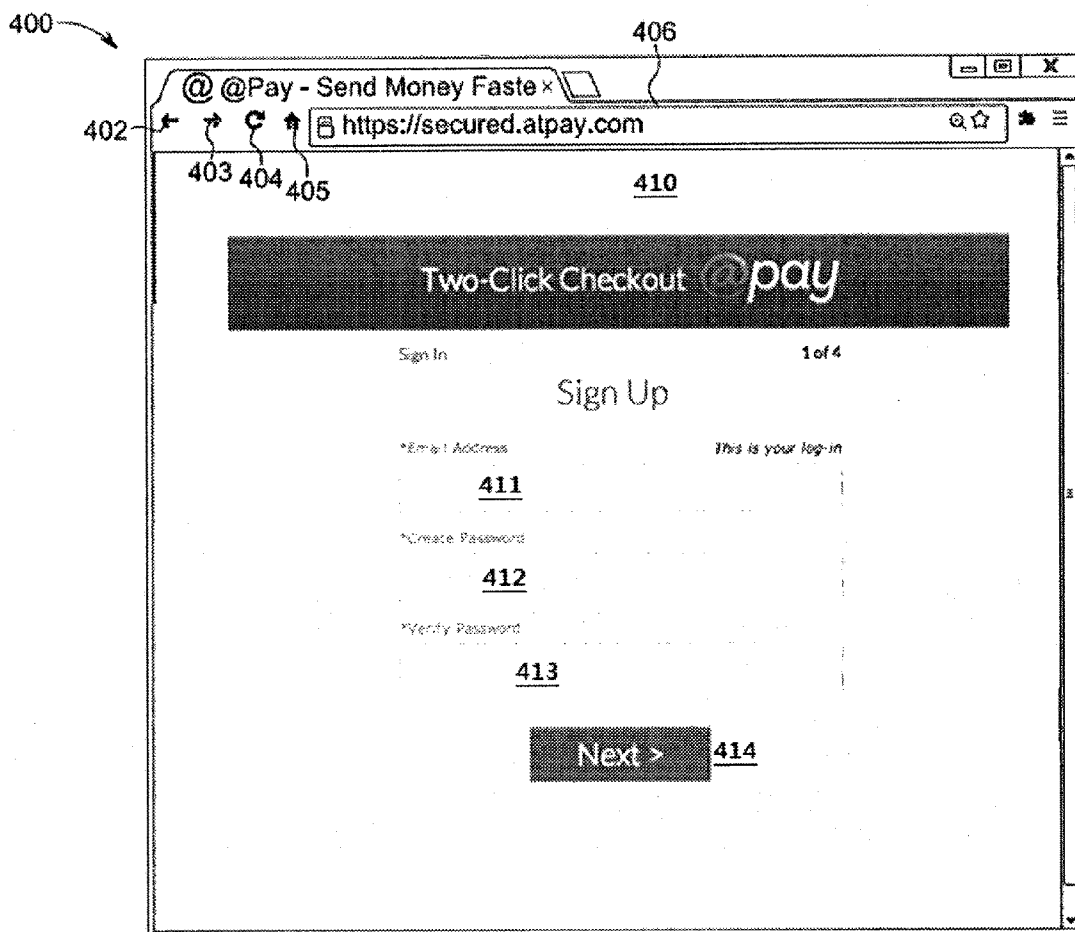 400
406
@ @Pay - Send Money Faste ×
402
https://secured.atpay.com
403 404 405
410
Two-Click Checkout @pay
Sign In 1 of 4
Sign Up
*Email Address This is your log-in
411
*Create Password
412
*Verify Password
413
Next > 414